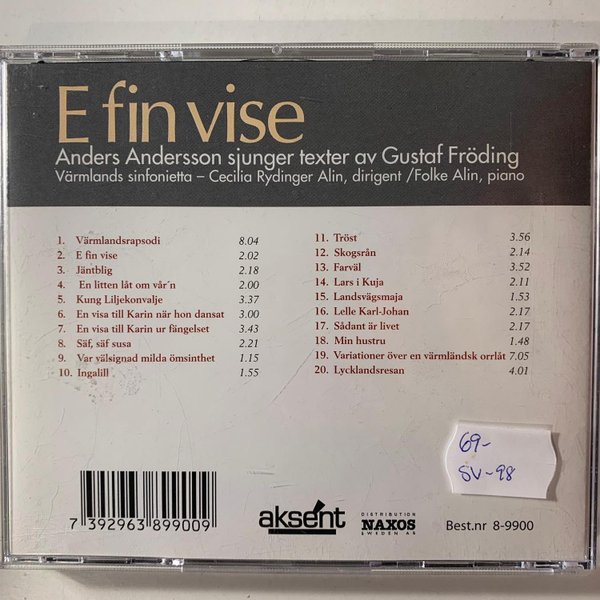 E fin vise
Anders Andersson sjunger texter av Gustaf Fröding
Värmlands sinfonietta – Cecilia Rydinger Alin, dirigent /Folke Alin, piano
1. Värmlandsrapsodi 8.04
2. E fin vise 2.02
3. Jäntblig 2.18
4. En litten låt om vår´n 2.00
5. Kung Liljekonvalje 3.37
6. En visa till Karin når hon dansat 3.00
7. En visa till Karin ur fängelset 3.43
8. Säf, säf susa 2.21
9. Var välsignad milda ömsinthet 1.15
10. Ingalill 1.55
11. Tröst 3.56
12. Skogsrån 2.14
13. Farväl 3.52
14. Lars i Kuja 2.11
15. Landsvägsmaja 1.53
16. Lelle Karl-Johan 2.17
17. Sådant är livet 2.17
18. Min hustru 1.48
19. Variationer över en värmländsk orrlåt 7.05
20. Lycklandsresan 4.01
69-
SV-98
7 392963 899009
aksent
DISTRIBUTION
NAXOS
SWEDEN AB
Best.nr 8-9900